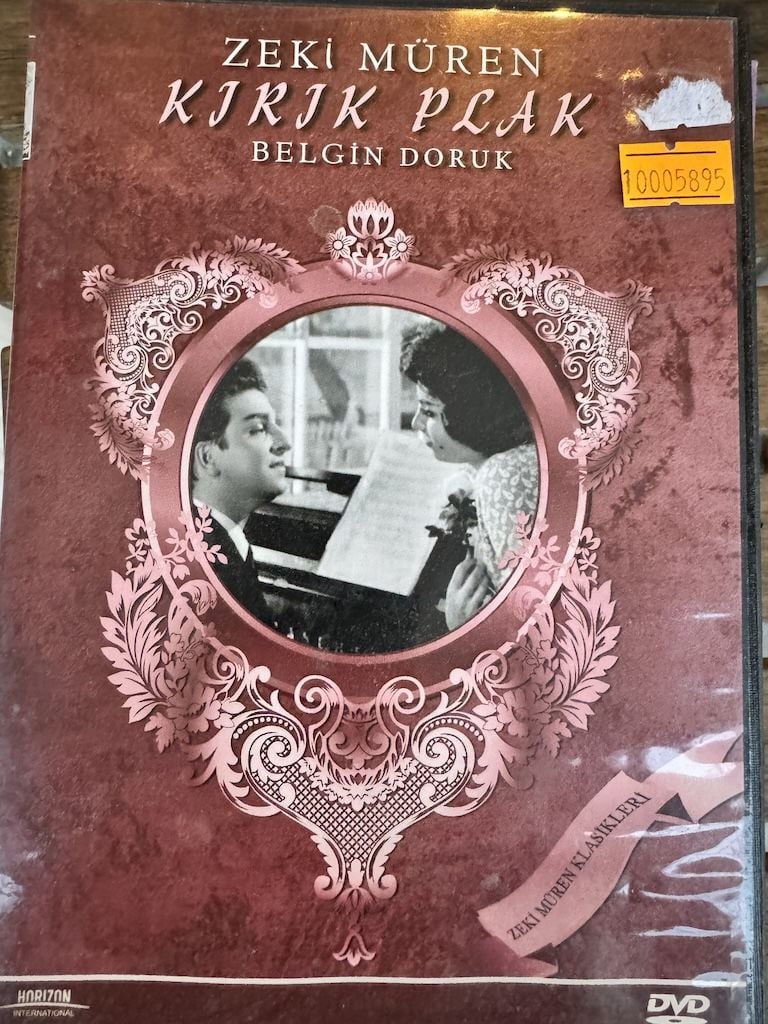 ZEKİ MÜREN
KIRIK PLAK
BELGİN DORUK
10005895
ZEKİ MÜREN KLASİKLERİ
HORIZON
INTERNATIONAL
DVD